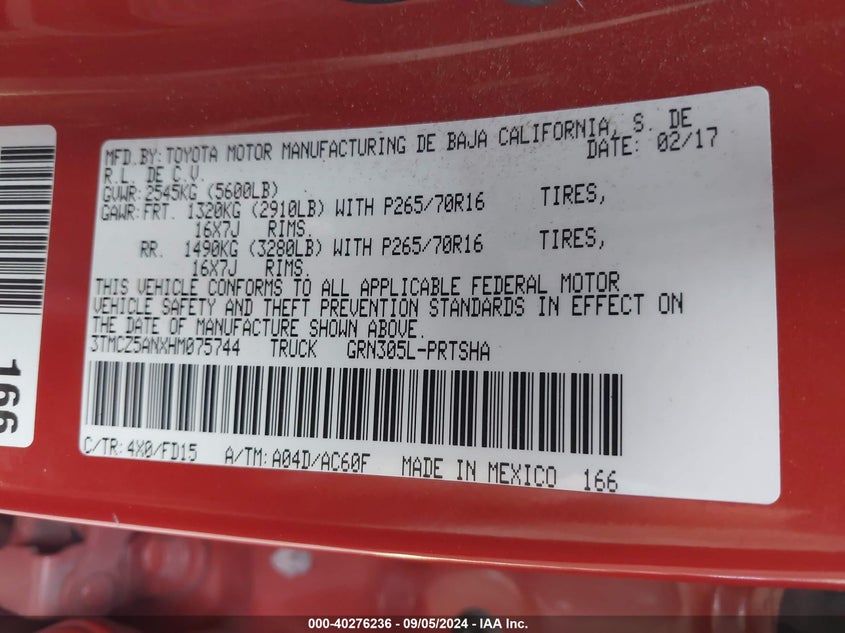 MFD.BY:TOYOTA MOTOR MANUFACTURING DE BAJA CALIFORNIA, S. DE
R.L. DE C.V. DATE: 02/17
GVWR:2545KG (5600LB)
GAWR:FRT. 1320KG (2910LB) WITH P265/70R16 TIRES,
16X7J RIMS.
RR. 1490KG (3280LB) WITH P265/70R16 TIRES,
16X7J RIMS.
THIS VEHICLE CONFORMS TO ALL APPLICABLE FEDERAL MOTOR
VEHICLE SAFETY AND THEFT PREVENTION STANDARDS IN EFFECT ON
THE DATE OF MANUFACTURE SHOWN ABOVE.
3TMCZ5ANXHM075744 TRUCK GRN305L-PRTSHA
C/TR:4X0/FD15 A/TM:A04D/AC60F MADE IN MEXICO 166
166
000-40276236 - 09/05/2024 - IAA Inc.